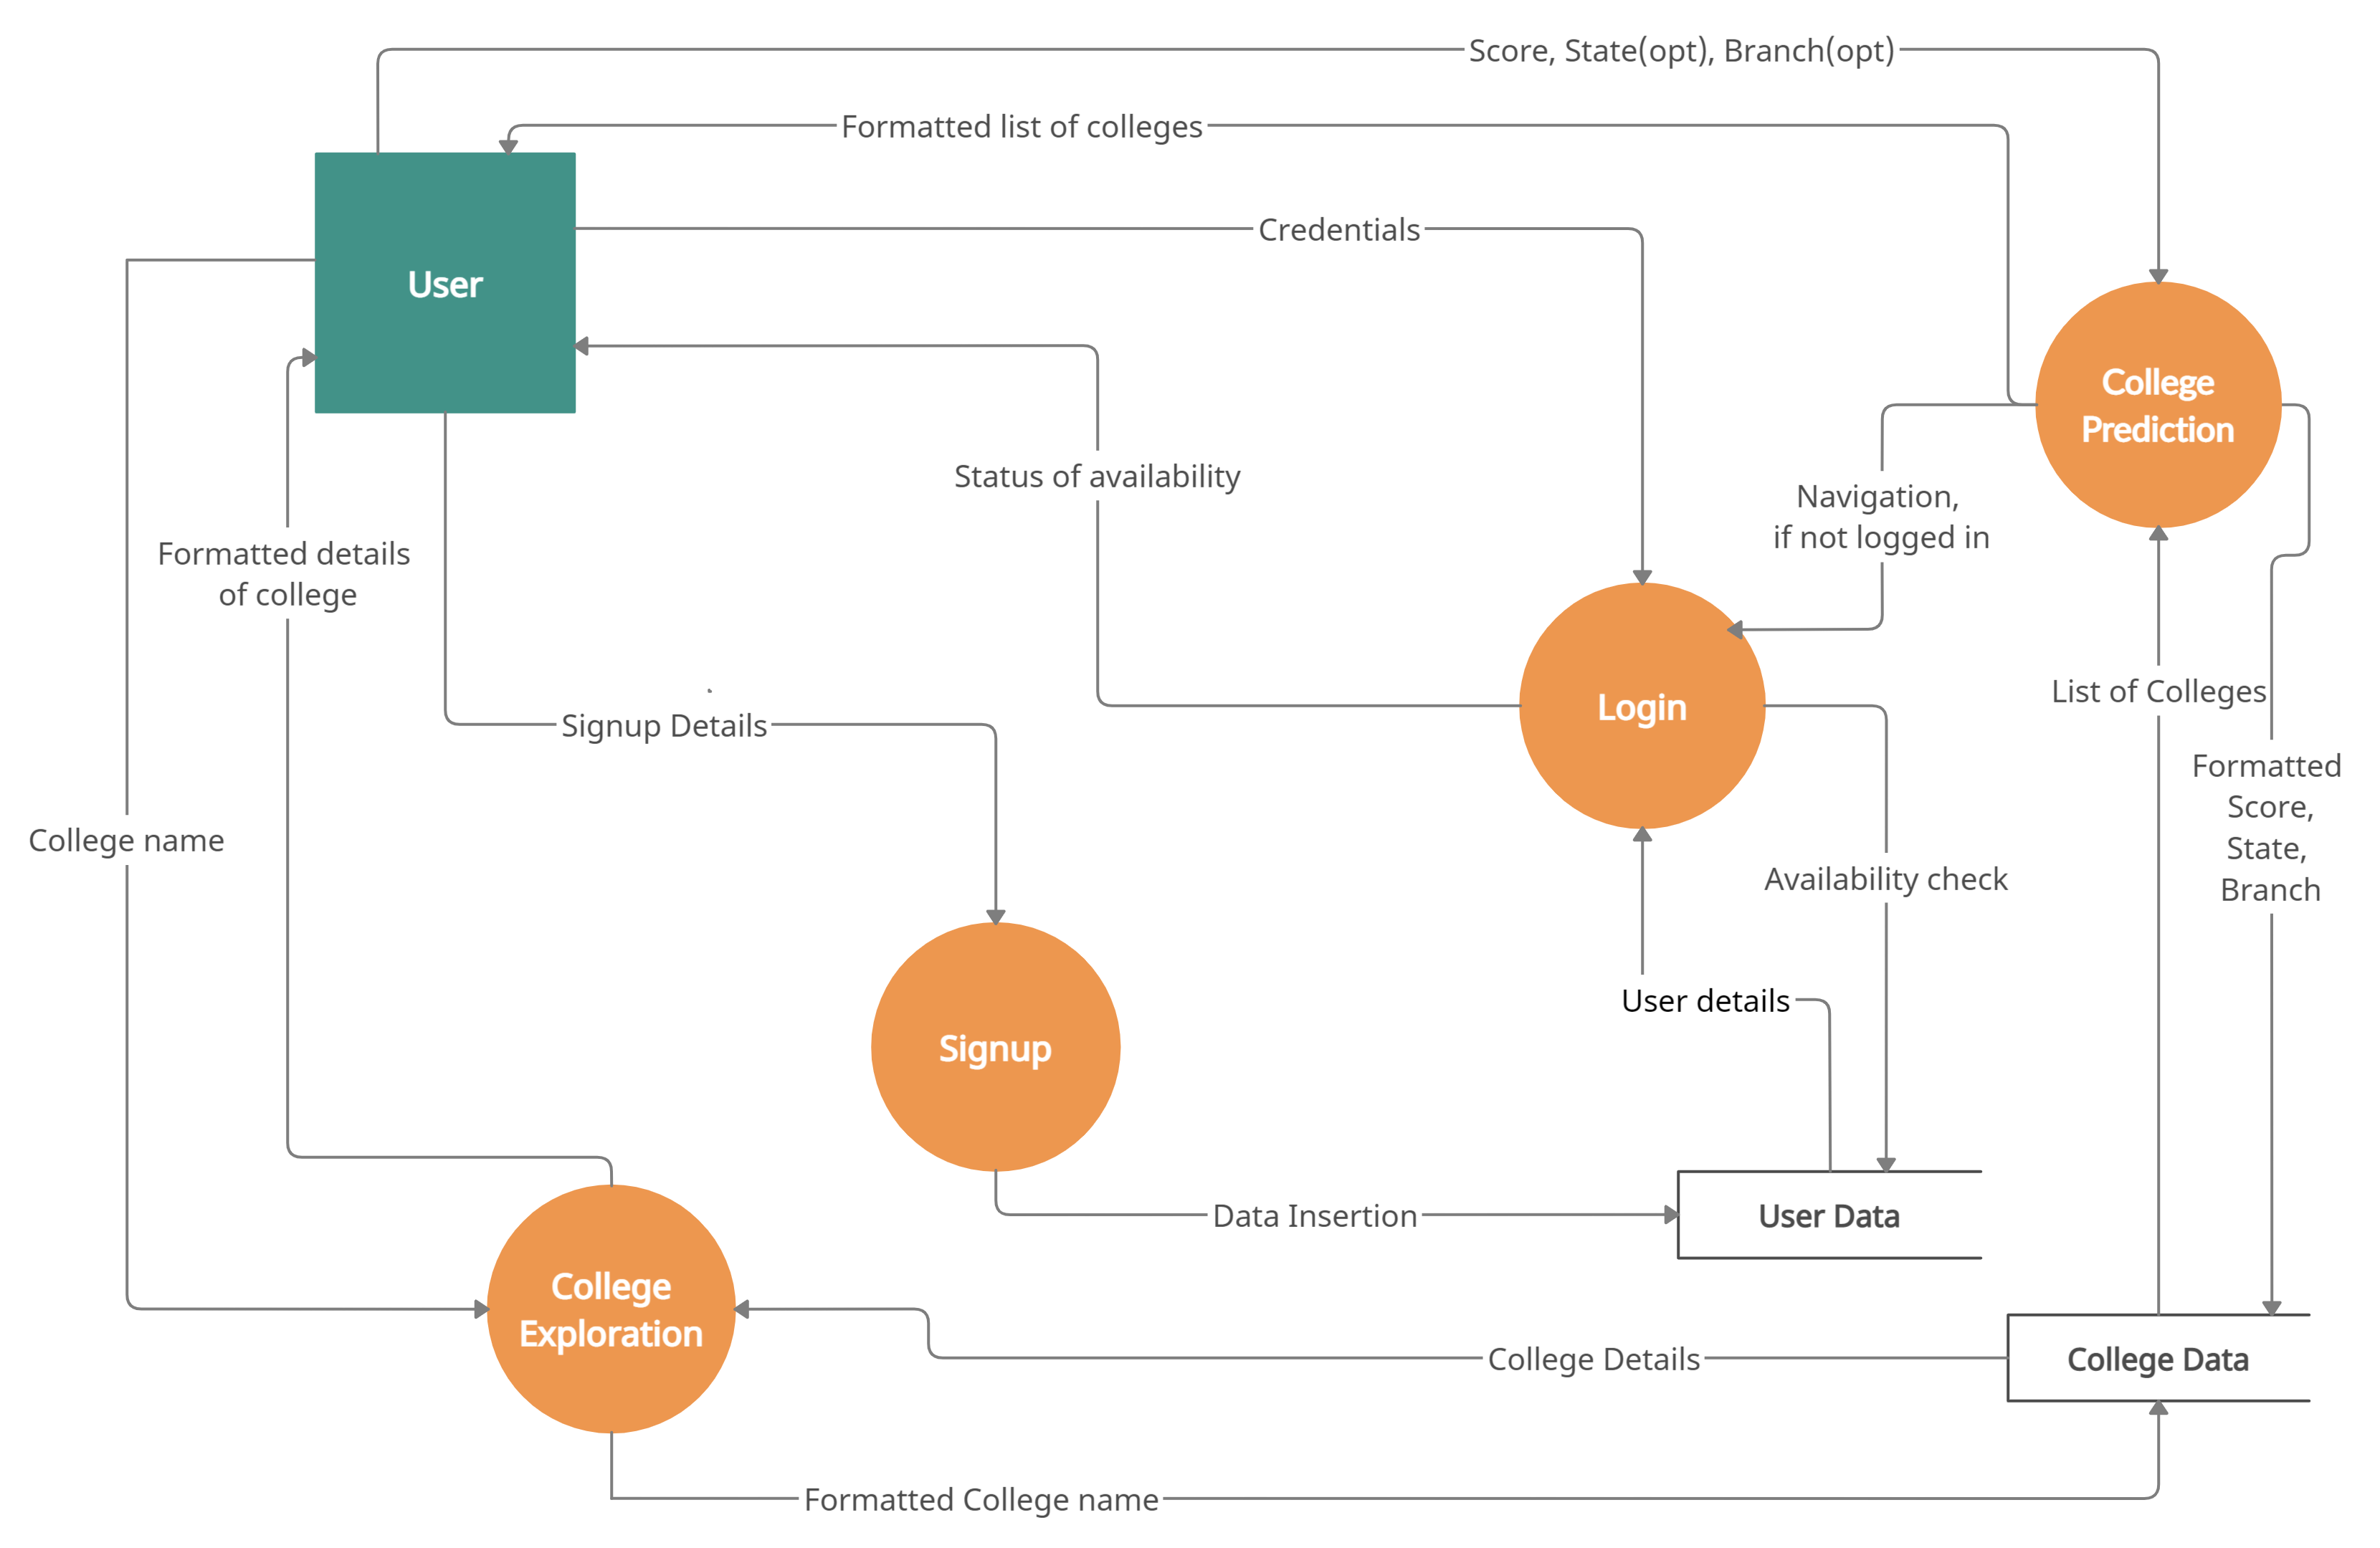 Score, State(opt), Branch(opt)
Formatted list of colleges
Credentials
User
College
Prediction
Status of availability
Navigation,
if not logged in
Formatted details
of college
List of Colleges
Login
Signup Details
Formatted
Score,
State,
Branch
College name
Availability check
User details
Signup
Data Insertion
User Data
College
Exploration
College Details
College Data
Formatted College name